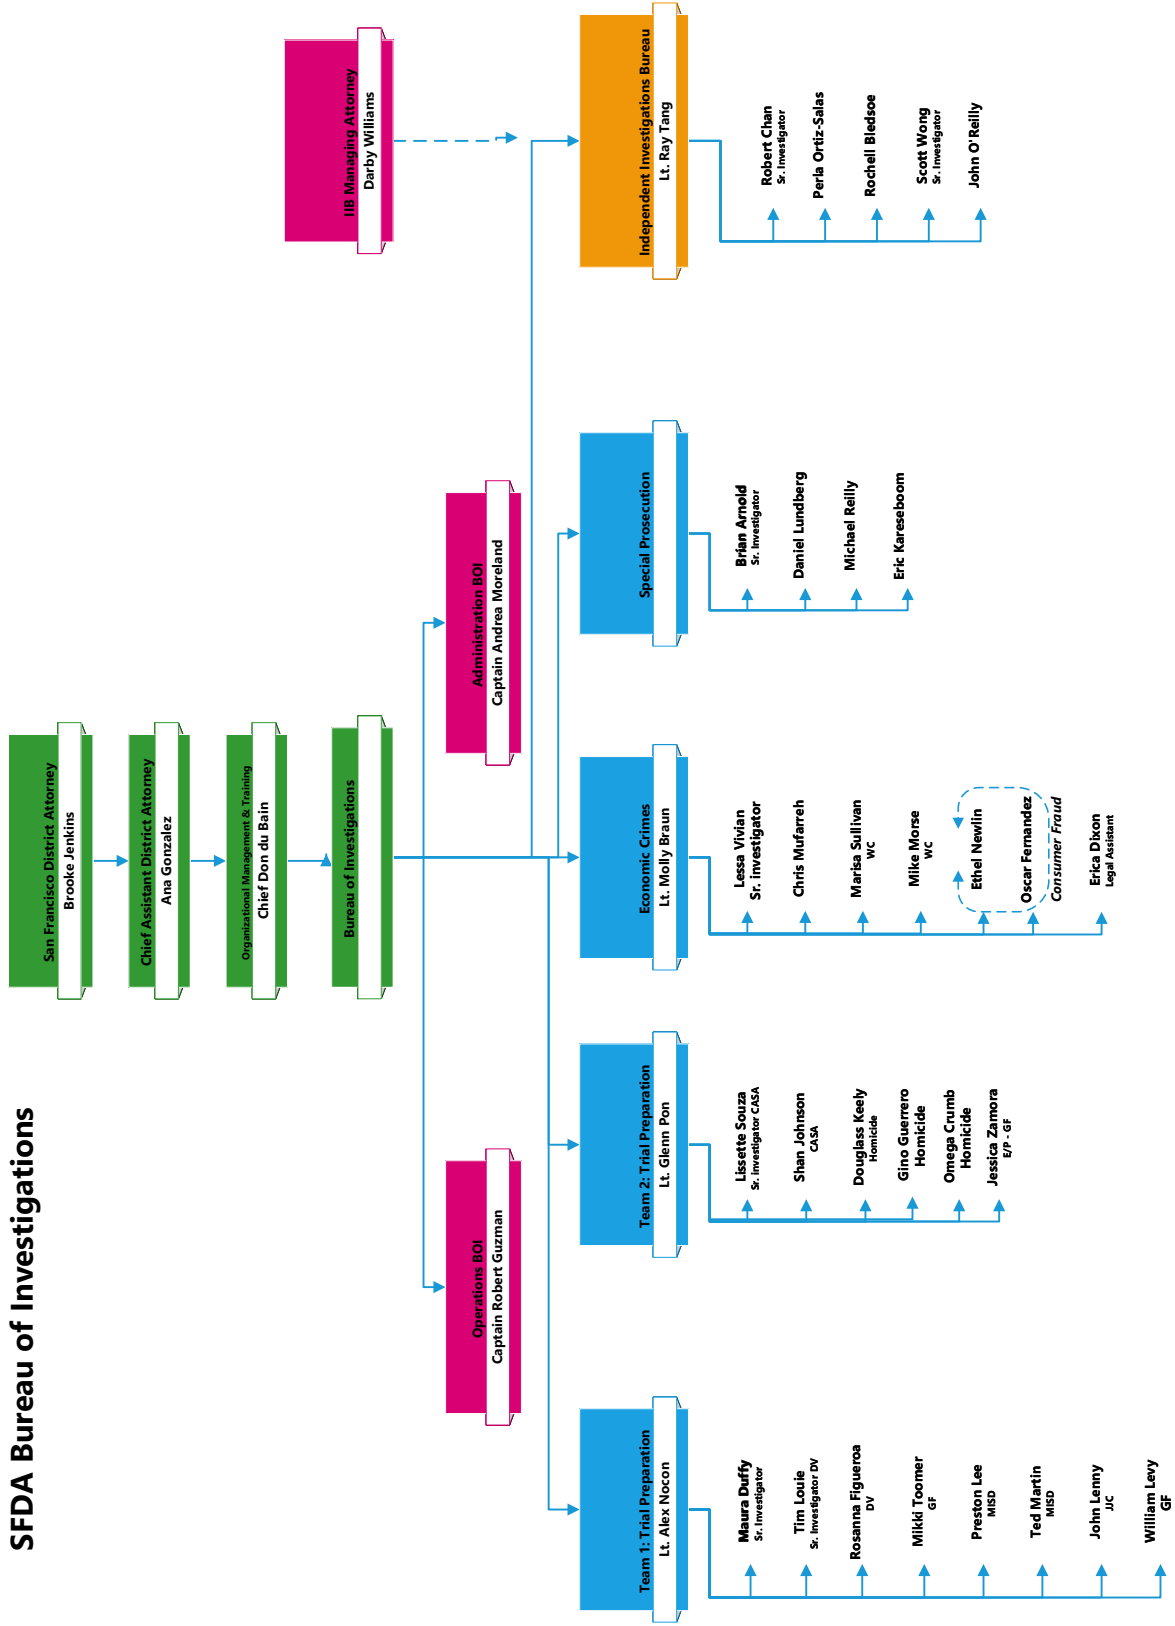 SFDA Bureau of Investigations
San Francisco District Attorney
Brooke Jenkins
Chief Assistant District Attorney
Ana Gonzalez
Organizational Management & Training
Chief Don du Bain
Bureau of Investigations
IIB Managing Attorney
Darby Williams
Operations BOI
Captain Robert Guzman
Administration BOI
Captain Andrea Moreland
Team 1: Trial Preparation
Lt. Alex Nocon
Maura Duffy
Sr. Investigator
Tim Louie
Sr. Investigator DV
Rosanna Figueroa
DV
Mikki Toomer
GF
Preston Lee
MISD
Ted Martin
MISD
John Lenny
JJC
William Levy
GF
Team 2: Trial Preparation
Lt. Glenn Pon
Lissette Souza
Sr. investigator CASA
Shan Johnson
CASA
Douglass Keely
Homicide
Gino Guerrero
Homicide
Omega Crumb
Homicide
Jessica Zamora
E/P - GF
Economic Crimes
Lt. Molly Braun
Lessa Vivian
Sr. investigator
Chris Mufarreh
Marisa Sullivan
WC
Mike Morse
WC
Ethel Newlin
Oscar Fernandez
Consumer Fraud
Erica Dixon
Legal Assistant
Special Prosecution
Brian Arnold
Sr. Investigator
Daniel Lundberg
Michael Reilly
Eric Kareseboom
Independent Investigations Bureau
Lt. Ray Tang
Robert Chan
Sr. Investigator
Perla Ortiz-Salas
Rochell Bledsoe
Scott Wong
Sr. Investigator
John O'Reilly